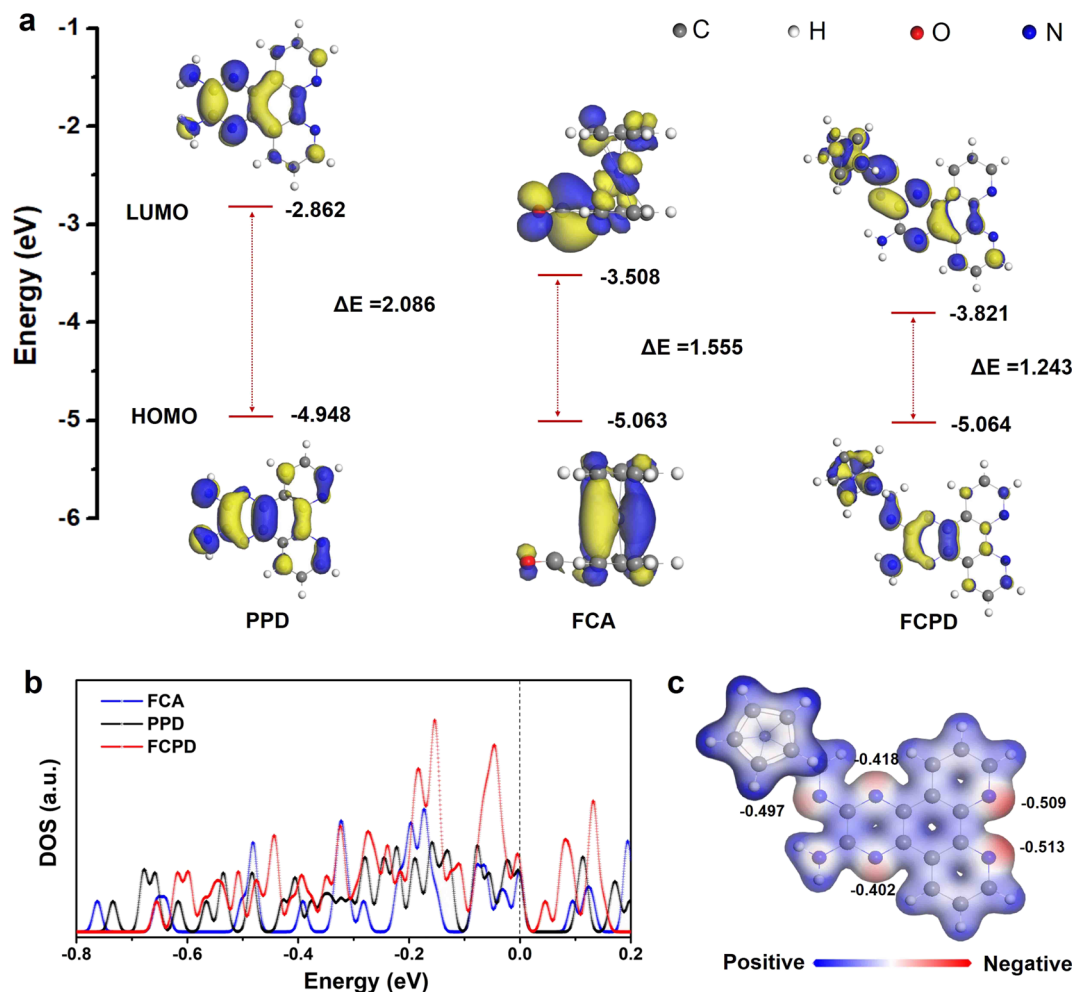 a
C H O N
-1
-2
-3
-4
-5
-6
Energy (eV)
LUMO
-2.862
-3.508
-3.821
ΔE =2.086
ΔE =1.555
ΔE =1.243
HOMO
-4.948
-5.063
-5.064
PPD
FCA
FCPD
b
FCA
PPD
FCPD
DOS (a.u.)
-0.8 -0.6 -0.4 -0.2 0.0 0.2
Energy (eV)
c
-0.418
-0.497
-0.509
-0.513
-0.402
Positive Negative